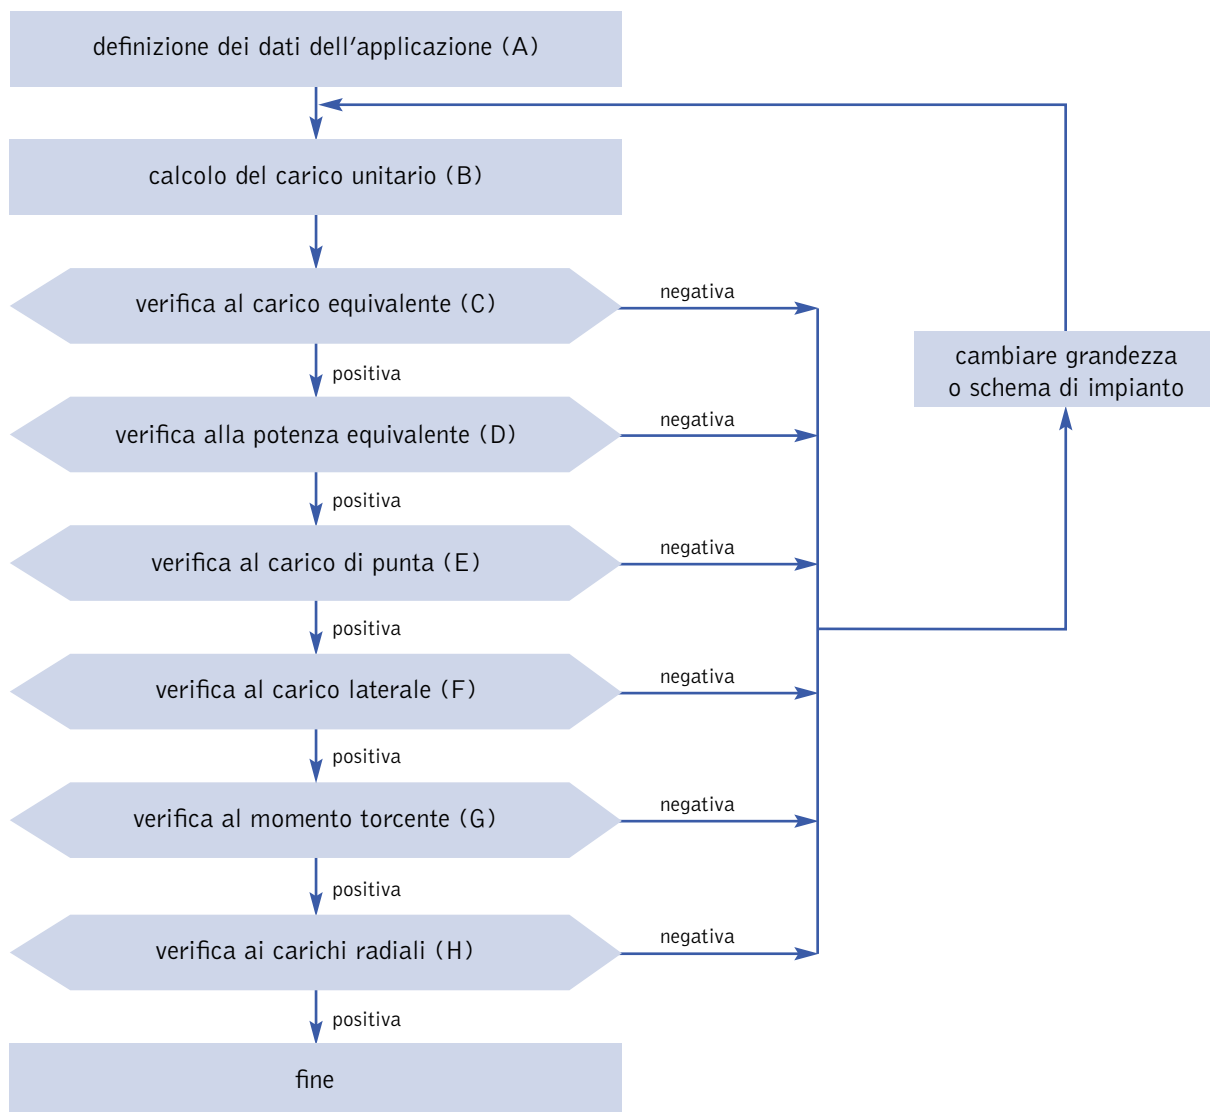 definizione dei dati dell'applicazione (A)
calcolo del carico unitario (B)
verifica al carico equivalente (C)
negativa
positiva
cambiare grandezza
o schema di impianto
verifica alla potenza equivalente (D)
negativa
positiva
verifica al carico di punta (E)
negativa
positiva
verifica al carico laterale (F)
negativa
positiva
verifica al momento torcente (G)
negativa
positiva
verifica ai carichi radiali (H)
negativa
positiva
fine